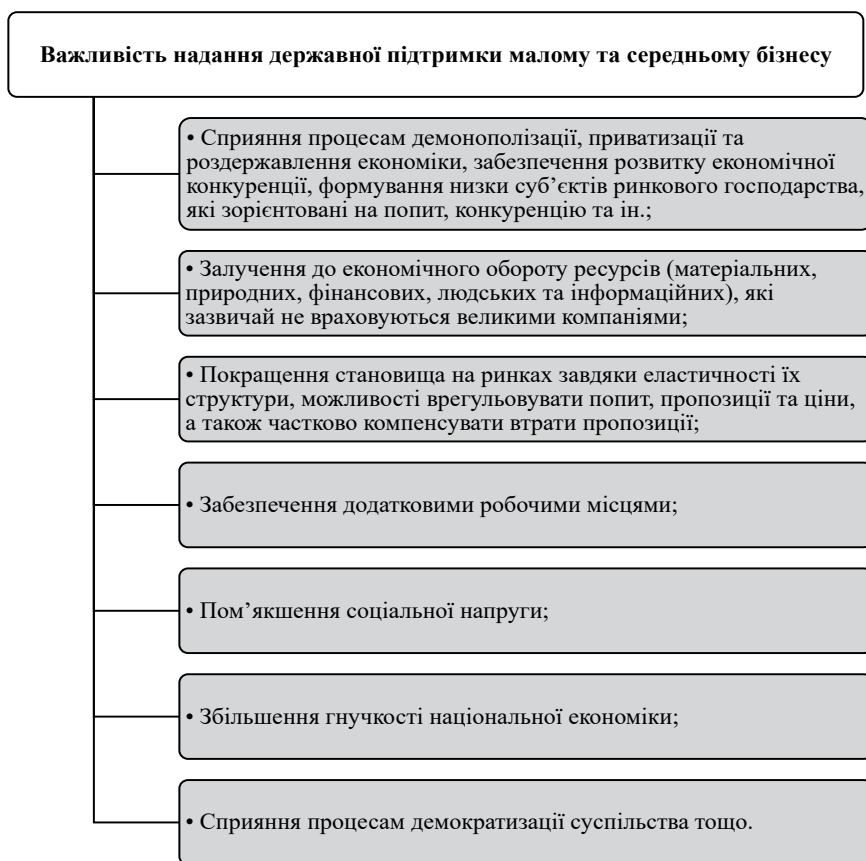 Важливість надання державної підтримки малому та середньому бізнесу
• Сприяння процесам демонополізації, приватизації та
роздержавлення економіки, забезпечення розвитку економічної
конкуренції, формування низки суб’єктів ринкового господарства,
які зорієнтовані на попит, конкуренцію та ін.;
• Залучення до економічного обороту ресурсів (матеріальних,
природних, фінансових, людських та інформаційних), які
зазвичай не враховуються великими компаніями;
• Покращення становища на ринках завдяки еластичності їх
структури, можливості врегульовувати попит, пропозиції та ціни,
а також частково компенсувати втрати пропозиції;
• Забезпечення додатковими робочими місцями;
• Пом’якшення соціальної напруги;
• Збільшення гнучкості національної економіки;
• Сприяння процесам демократизації суспільства тощо.